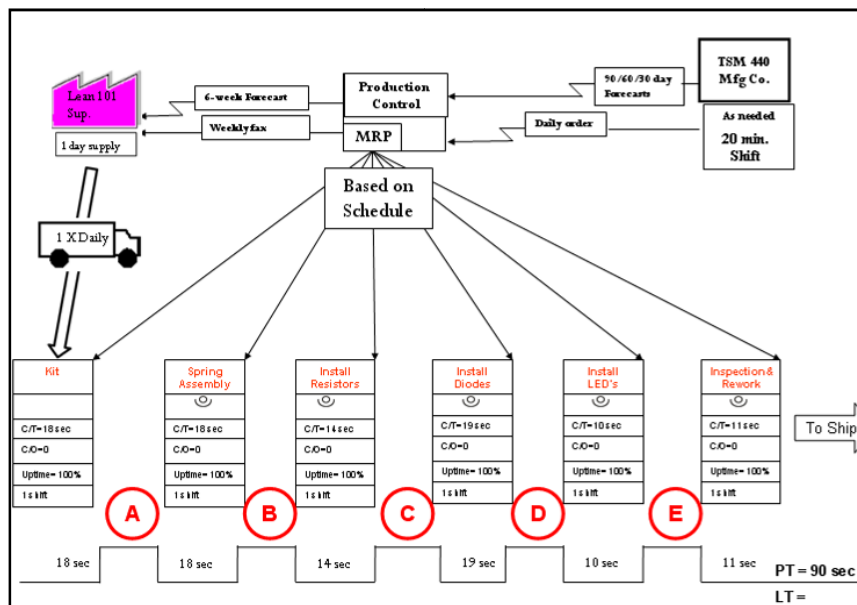 Lean 101
Sup.
1 day supply
6-week Forecast
Weekly fax
Production
Control
MRP
90/60/30 day
Forecasts
Daily order
TSM 440
Mfg Co.
As needed
20 min.
Shift
Based on
Schedule
1 X Daily
Kit
C/T=18 sec
C/O=0
Uptime= 100%
1 shift
Spring
Assembly
C/T=18 sec
C/O=0
Uptime= 100%
1 shift
Install
Resistors
C/T=14 sec
C/O=0
Uptime= 100%
1 shift
Install
Diodes
C/T=19 sec
C/O=0
Uptime= 100%
1 shift
Install
LED's
C/T=10 sec
C/O=0
Uptime= 100%
1 shift
Inspection &
Rework
C/T=11 sec
C/O=0
Uptime= 100%
1 shift
To Ship
A
B
C
D
E
18 sec
18 sec
14 sec
19 sec
10 sec
11 sec
PT = 90 sec
LT =